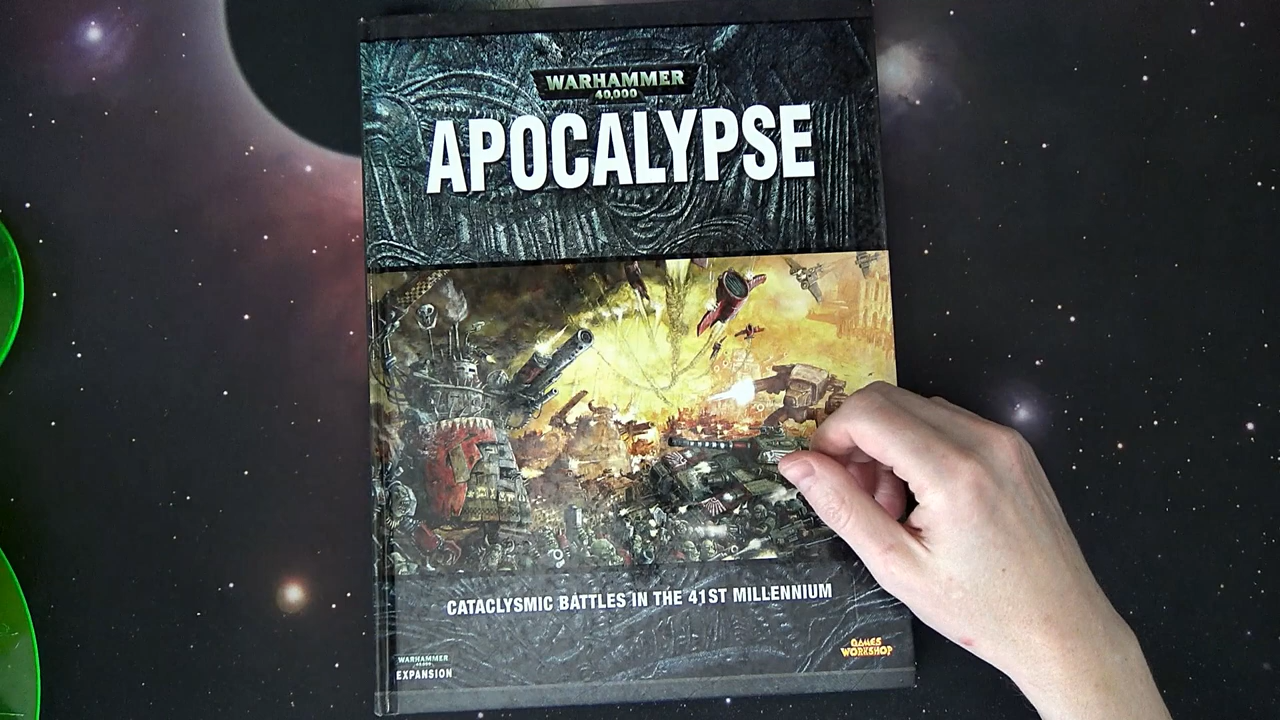 WARHAMMER
40,000
APOCALYPSE
CATACLYSMIC BATTLES IN THE 41ST MILLENNIUM
WARHAMMER
40,000
EXPANSION
GAMES
WORKSHOP